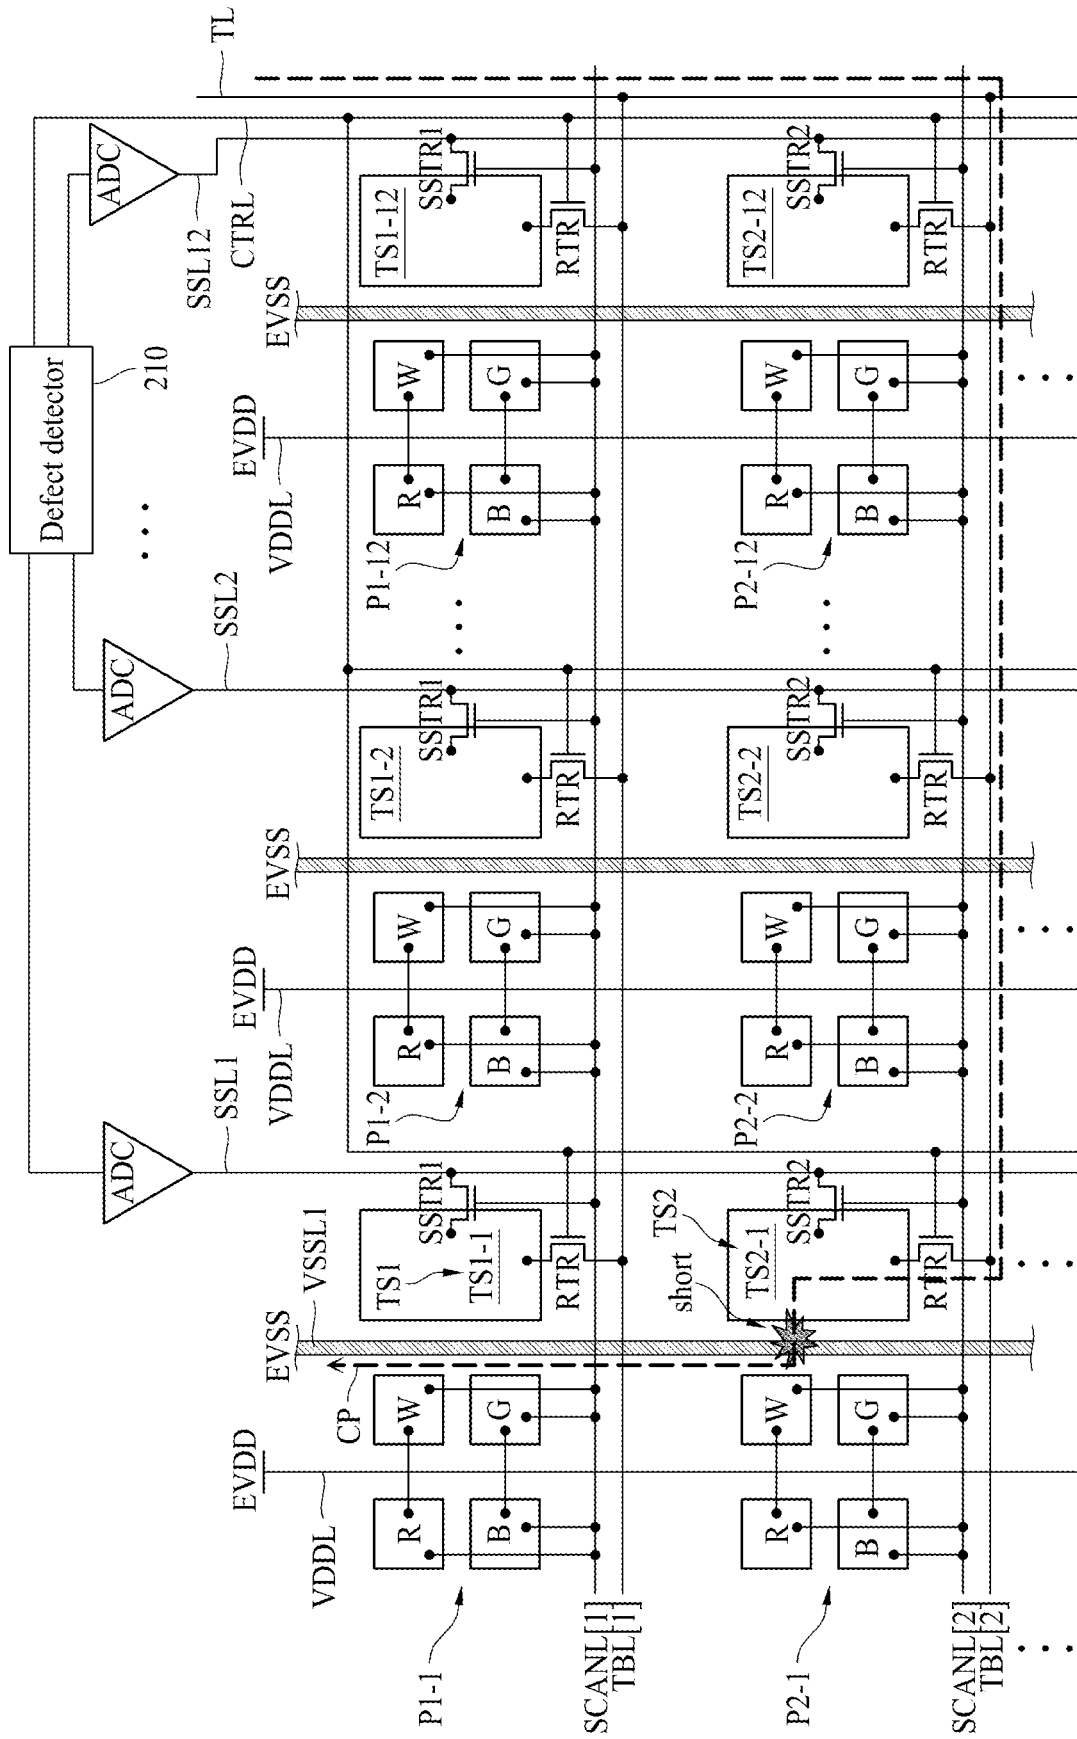 Defect detector
210
ADC
ADC
ADC
SSL1
SSL2
SSL12
CTRL
TL
EVDD
VDDL
EVSS
VSSL1
EVDD
VDDL
EVSS
EVDD
VDDL
EVSS
CP
P1-1
R
W
B
G
TS1
TS1-1
SSTR1
RTR
P1-2
R
W
B
G
TS1-2
SSTR1
RTR
P1-12
R
W
B
G
TS1-12
SSTR1
RTR
SCANL[1]
TBL[1]
P2-1
R
W
B
G
short
TS2
TS2-1
SSTR2
RTR
P2-2
R
W
B
G
TS2-2
SSTR2
RTR
P2-12
R
W
B
G
TS2-12
SSTR2
RTR
SCANL[2]
TBL[2]